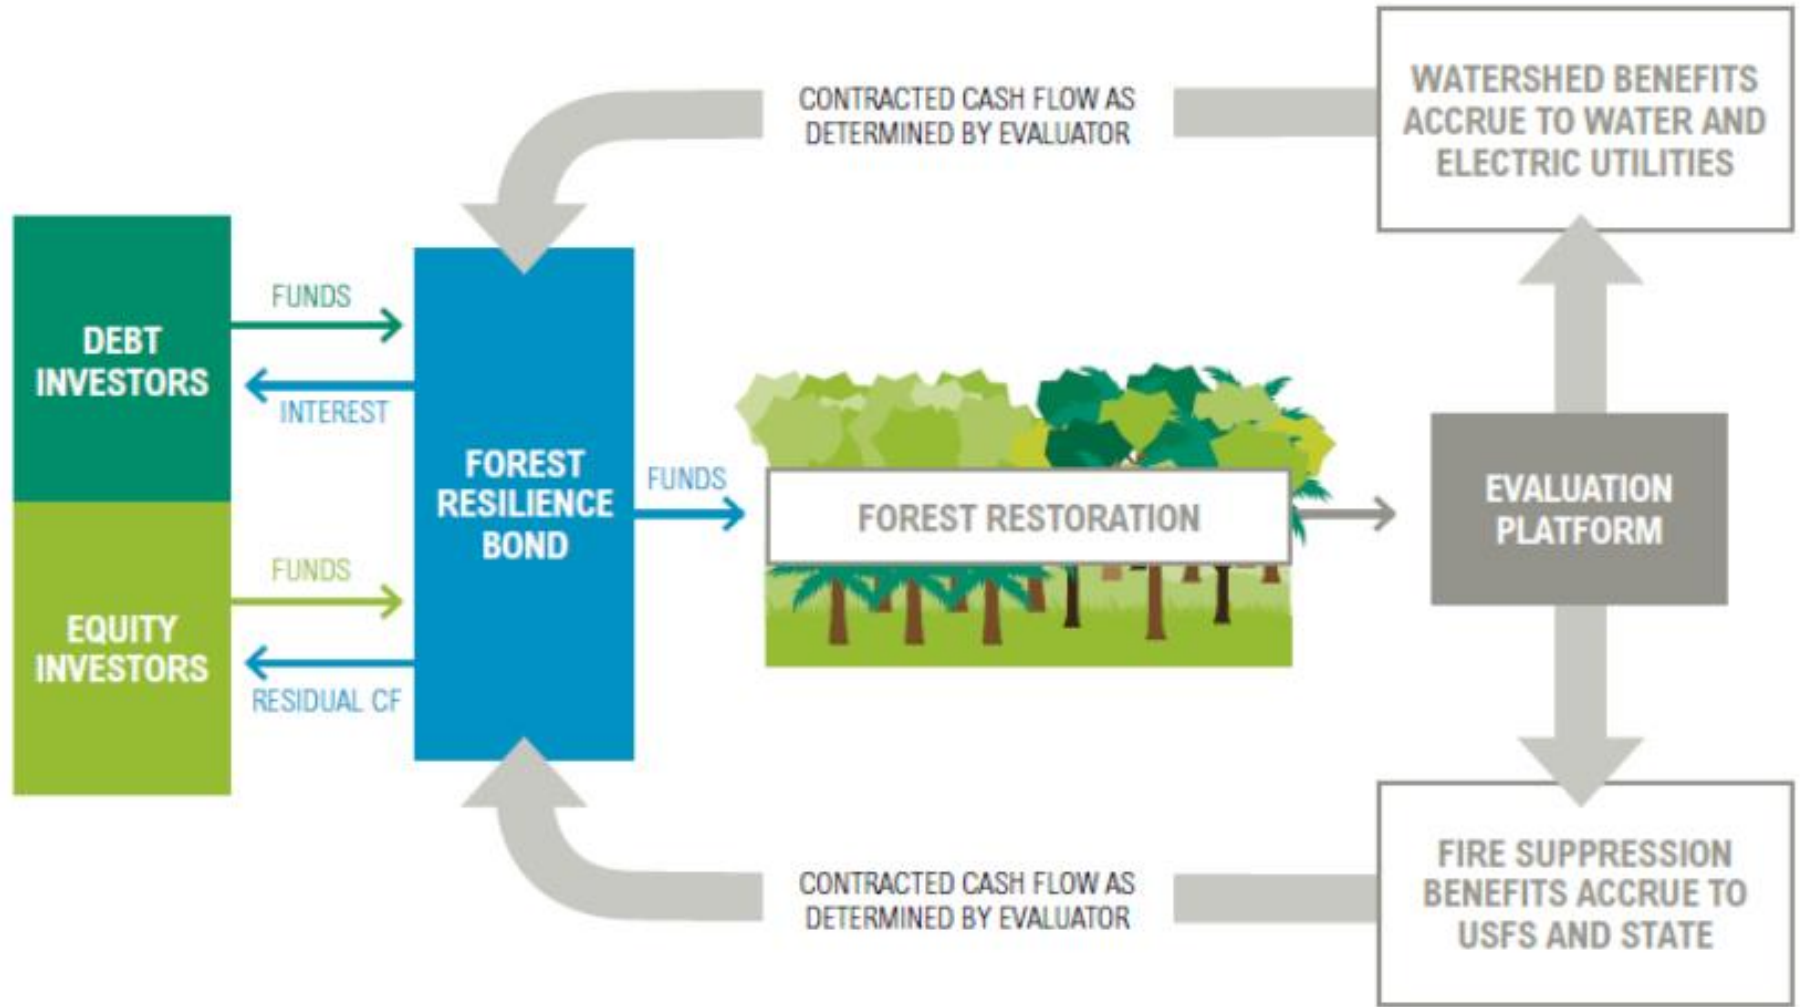 CONTRACTED CASH FLOW AS
DETERMINED BY EVALUATOR
WATERSHED BENEFITS
ACCRUE TO WATER AND
ELECTRIC UTILITIES
DEBT
INVESTORS
FUNDS
INTEREST
EQUITY
INVESTORS
FUNDS
RESIDUAL CF
FOREST
RESILIENCE
BOND
FUNDS
FOREST RESTORATION
EVALUATION
PLATFORM
CONTRACTED CASH FLOW AS
DETERMINED BY EVALUATOR
FIRE SUPPRESSION
BENEFITS ACCRUE TO
USFS AND STATE